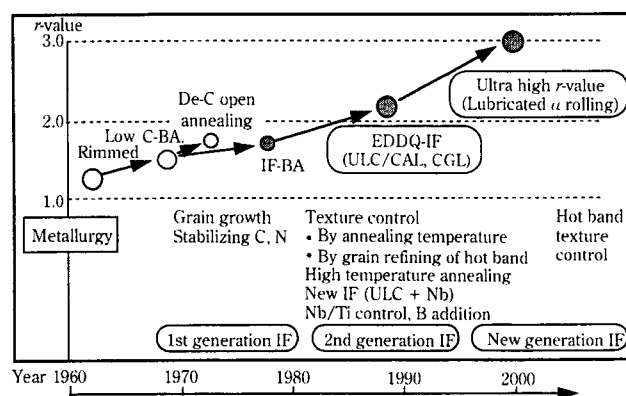 r-value
3.0
Ultra high r-value
(Lubricated α rolling)
De-C open
annealing
2.0
Low C-BA,
Rimmed
IF-BA
EDDQ-IF
(ULC/CAL, CGL)
1.0
Metallurgy
Grain growth
Stabilizing C, N
Texture control
• By annealing temperature
• By grain refining of hot band
High temperature annealing
New IF (ULC + Nb)
Nb/Ti control, B addition
Hot band
texture
control
1st generation IF
2nd generation IF
New generation IF
Year 1960 1970 1980 1990 2000